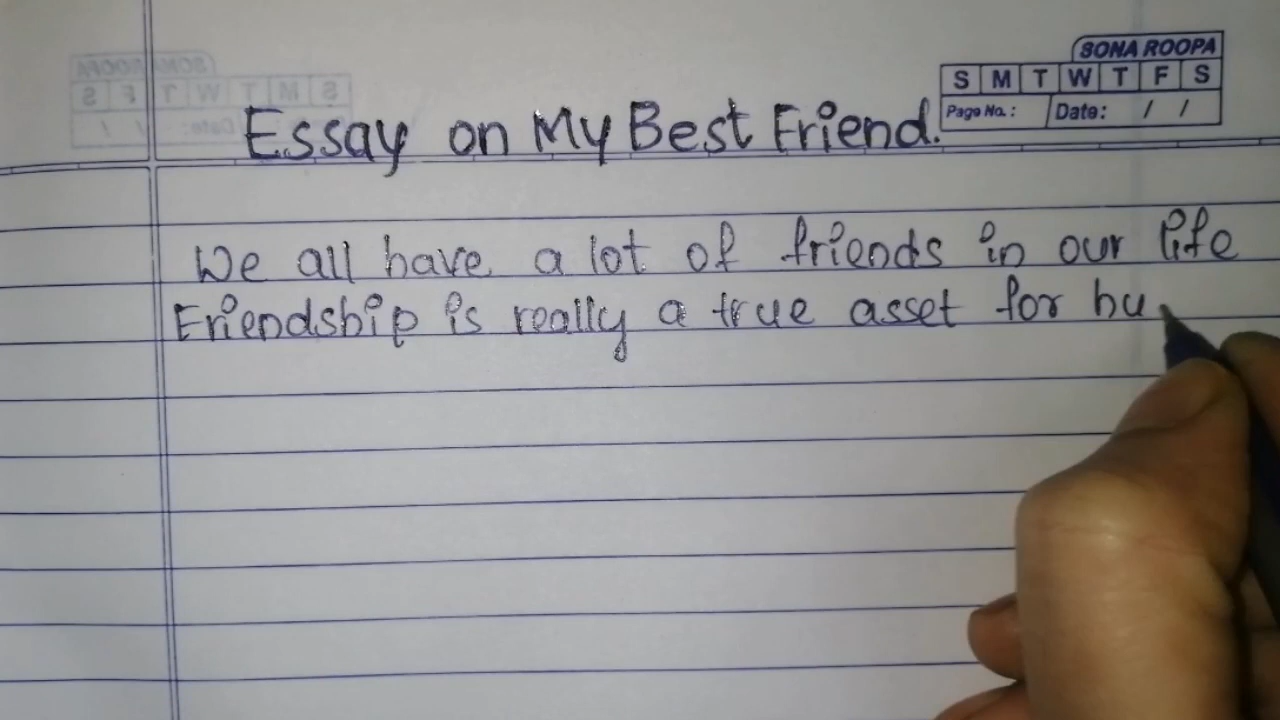 SONA ROOPA
S M T W T F S
Page No.: Date: / /
Essay on My Best Friend.
We all have a lot of friends in our life
Friendship is really a true asset for hu